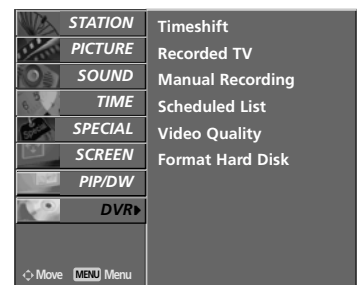 STATION
PICTURE
SOUND
TIME
SPECIAL
SCREEN
PIP/DW
DVR
Move MENU Menu
Timeshift
Recorded TV
Manual Recording
Scheduled List
Video Quality
Format Hard Disk